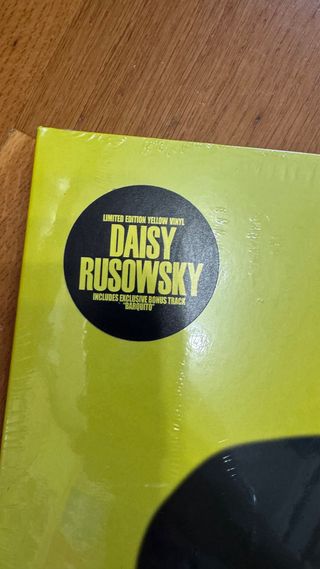 LIMITED EDITION YELLOW VINYL
DAISY
RUSOWSKY
INCLUDES EXCLUSIVE BONUS TRACK
"BARQUITO"